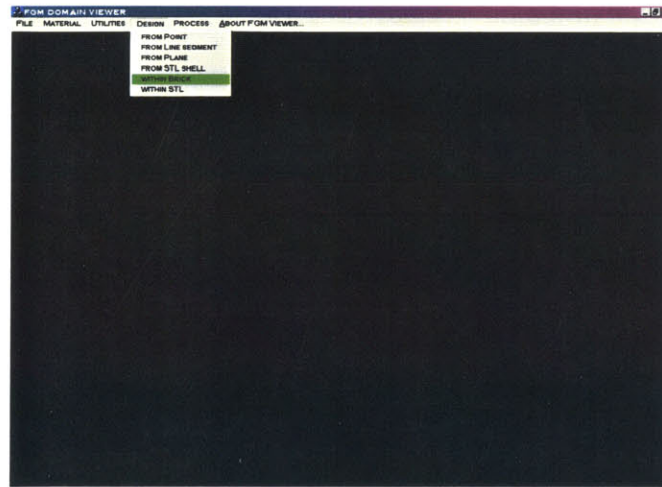 FGM DOMAIN VIEWER
FILE MATERIAL UTILITIES DESIGN PROCESS ABOUT FGM VIEWER...
FROM POINT
FROM LINE SEGMENT
FROM PLANE
FROM STL SHELL
WITHIN BRICK
WITHIN STL